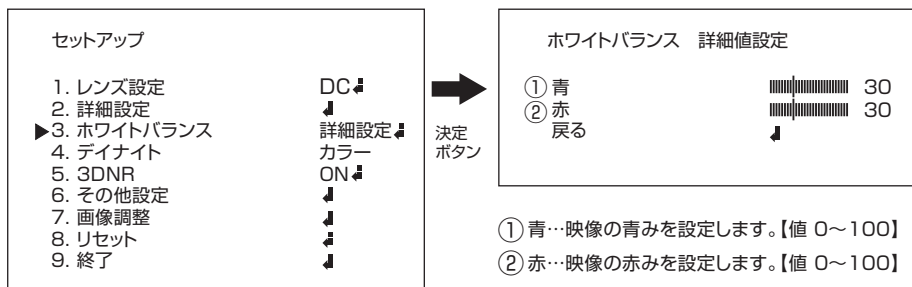 セットアップ
1. レンズ設定 DC
2. 詳細設定
3. ホワイトバランス 詳細設定
4. デイナイト カラー
5. 3DNR ON
6. その他設定
7. 画像調整
8. リセット
9. 終了
決定
ボタン
ホワイトバランス 詳細値設定
① 青 30
② 赤 30
戻る
① 青…映像の青みを設定します。【値 0〜100】
② 赤…映像の赤みを設定します。【値 0〜100】